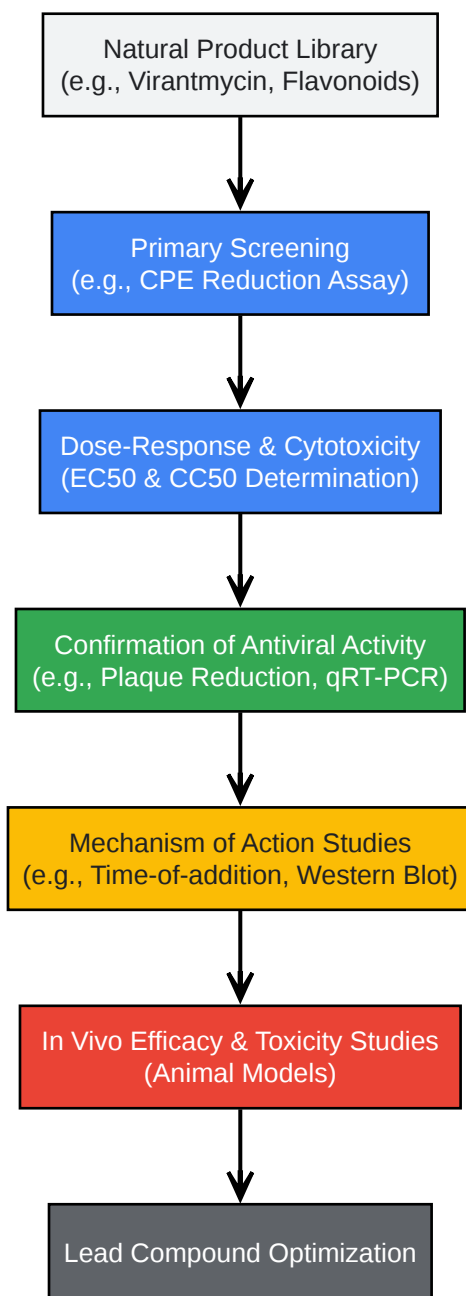 Natural Product Library
(e.g., Virantmycin, Flavonoids)
Primary Screening
(e.g., CPE Reduction Assay)
Dose-Response & Cytotoxicity
(EC50 & CC50 Determination)
Confirmation of Antiviral Activity
(e.g., Plaque Reduction, qRT-PCR)
Mechanism of Action Studies
(e.g., Time-of-addition, Western Blot)
In Vivo Efficacy & Toxicity Studies
(Animal Models)
Lead Compound Optimization